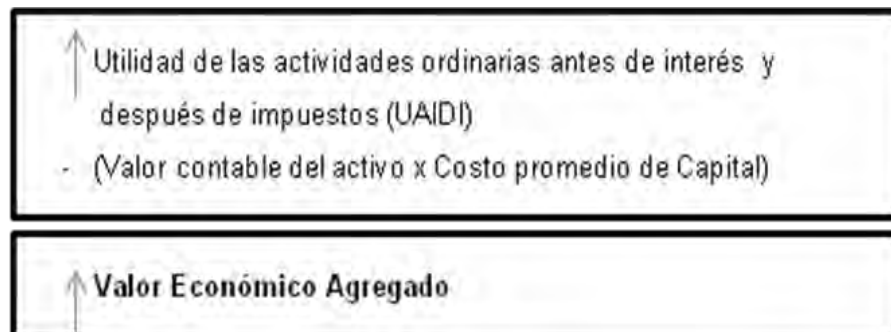 Utilidad de las actividades ordinarias antes de interés y
después de impuestos (UAIDI)
- (Valor contable del activo x Costo promedio de Capital)
Valor Económico Agregado